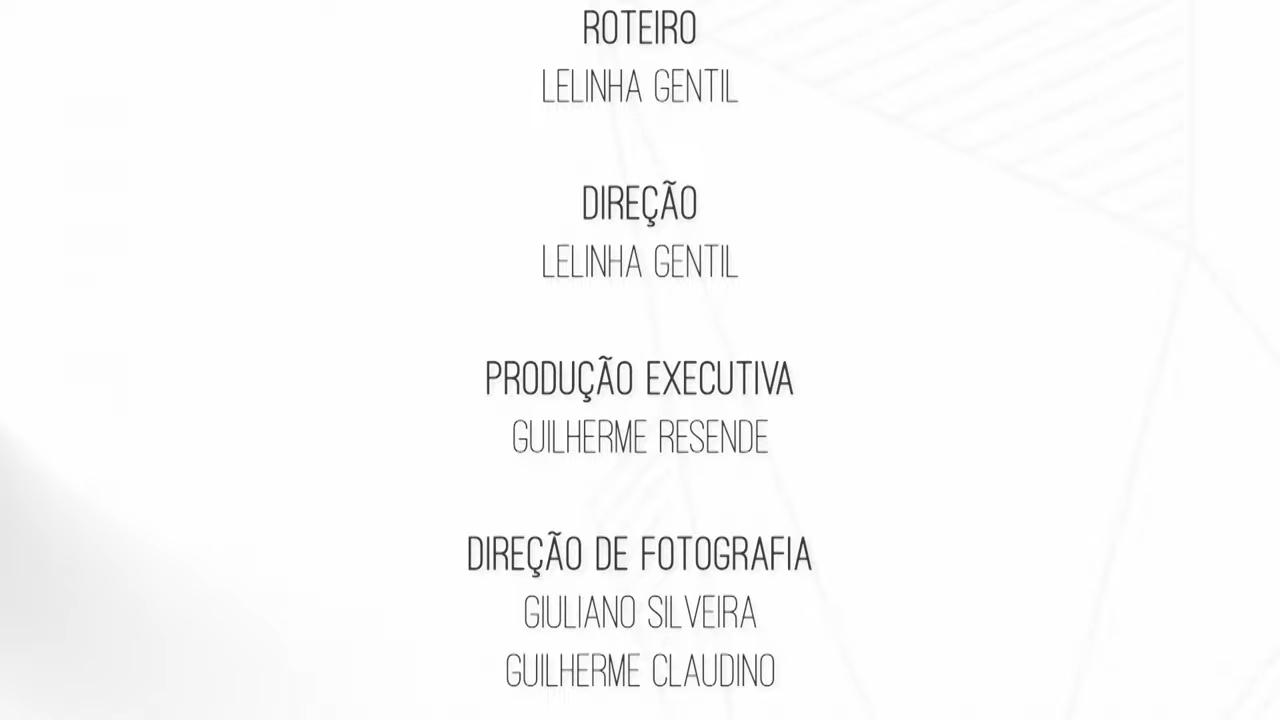 ROTEIRO
LELINHA GENTIL
DIREÇÃO
LELINHA GENTIL
PRODUÇÃO EXECUTIVA
GUILHERME RESENDE
DIREÇÃO DE FOTOGRAFIA
GIULIANO SILVEIRA
GUILHERME CLAUDINO